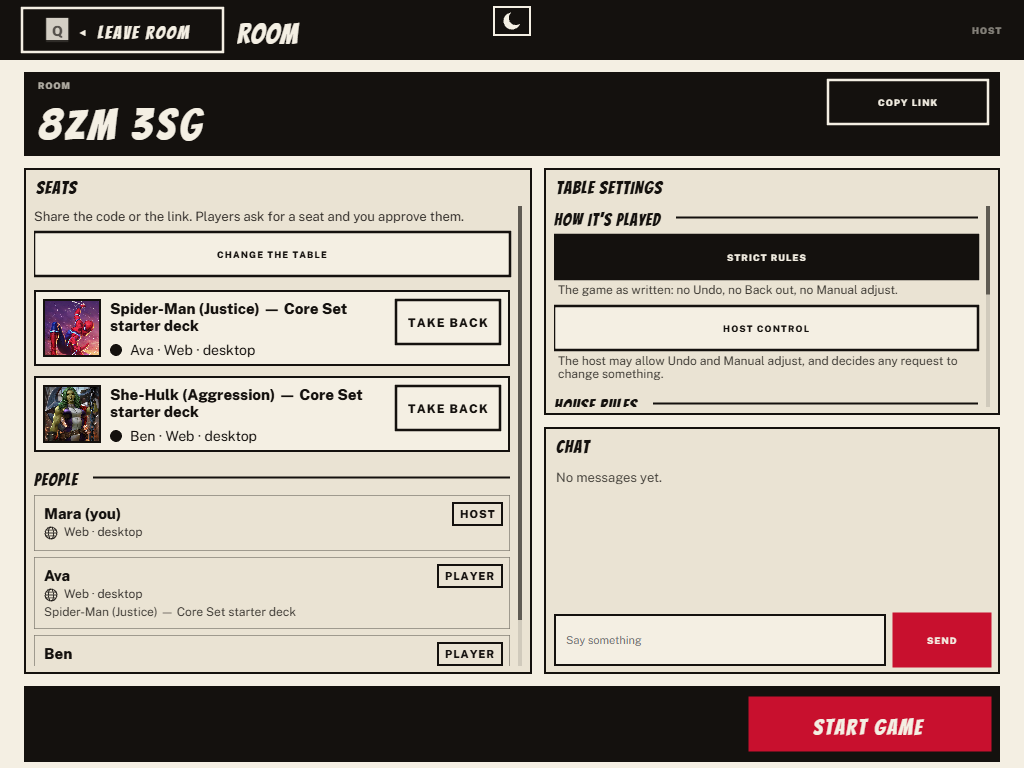 Q ◂ LEAVE ROOM
ROOM
HOST
ROOM
8ZM 3SG
COPY LINK
SEATS
Share the code or the link. Players ask for a seat and you approve them.
CHANGE THE TABLE
Spider-Man (Justice) — Core Set
starter deck
Ava · Web · desktop
TAKE BACK
She-Hulk (Aggression) — Core Set
starter deck
Ben · Web · desktop
TAKE BACK
PEOPLE
Mara (you)
Web · desktop
HOST
Ava
Web · desktop
Spider-Man (Justice) — Core Set starter deck
PLAYER
Ben
PLAYER
TABLE SETTINGS
HOW IT'S PLAYED
STRICT RULES
The game as written: no Undo, no Back out, no Manual adjust.
HOST CONTROL
The host may allow Undo and Manual adjust, and decides any request to
change something.
HOUSE RULES
CHAT
No messages yet.
Say something
SEND
START GAME